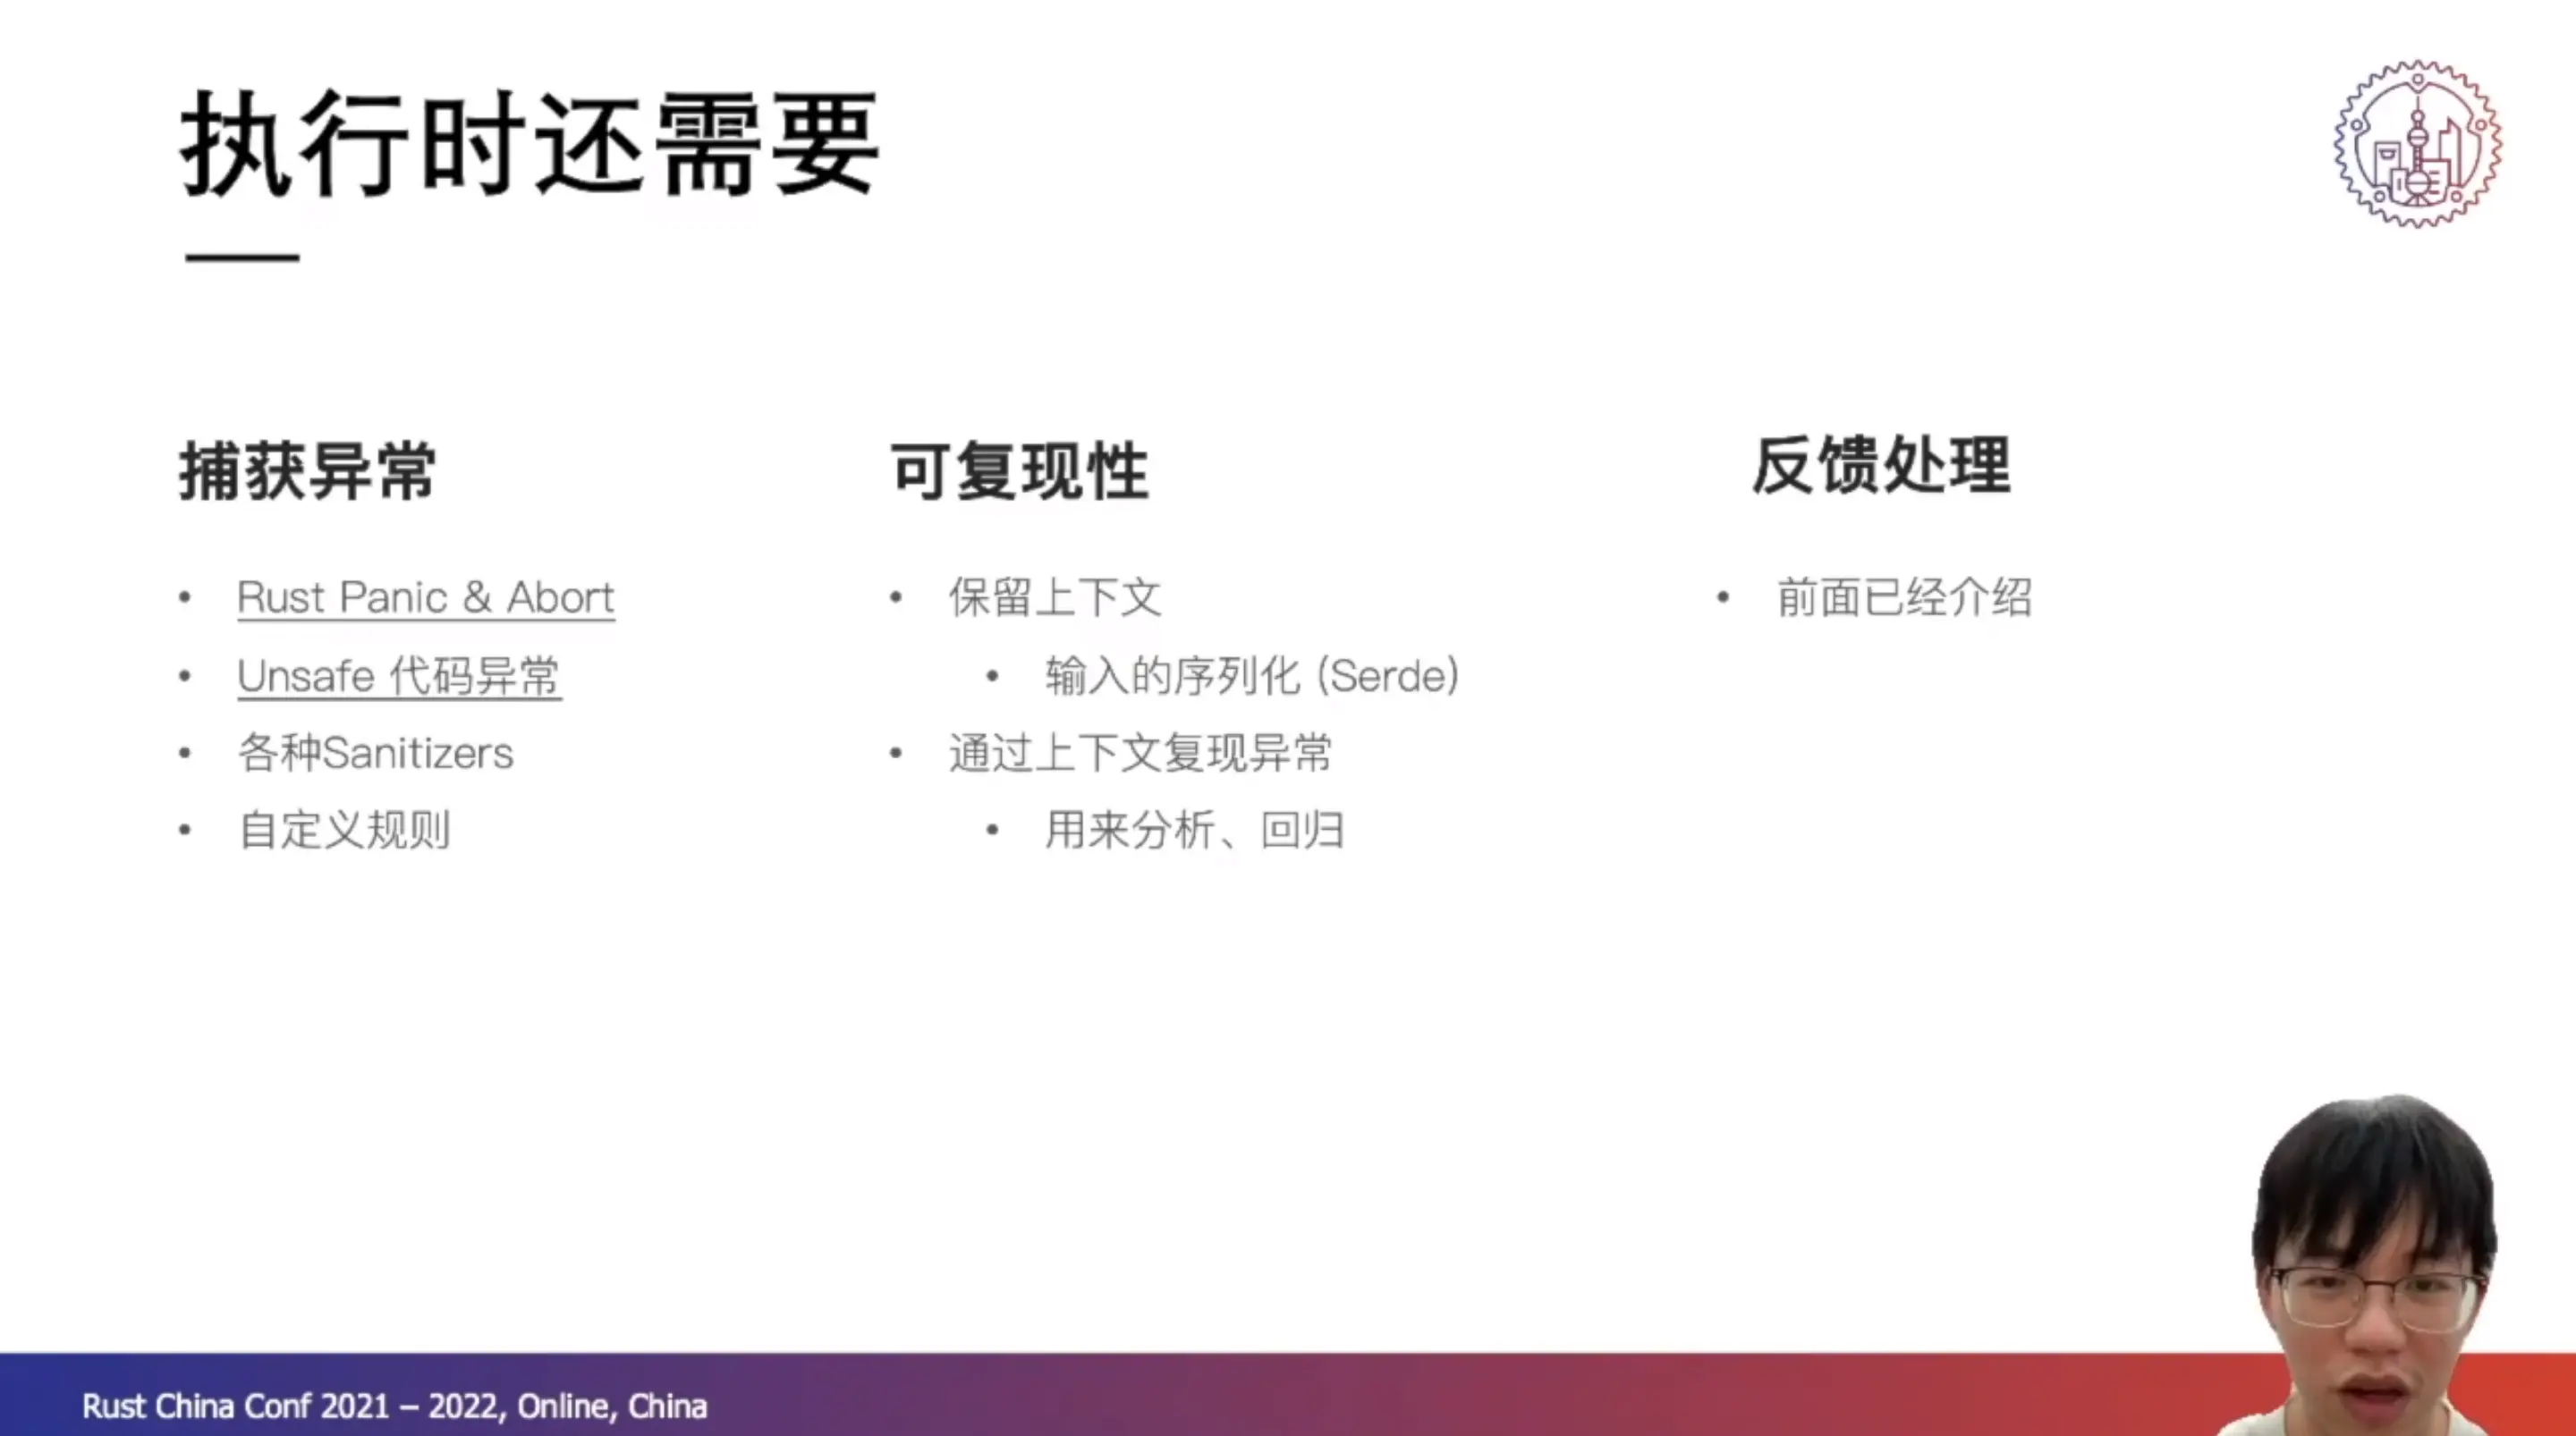 执行时还需要
捕获异常
Rust Panic & Abort
Unsafe 代码异常
各种Sanitizers
自定义规则
可复现性
保留上下文
输入的序列化 (Serde)
通过上下文复现异常
用来分析、回归
反馈处理
前面已经介绍
Rust China Conf 2021 – 2022, Online, China